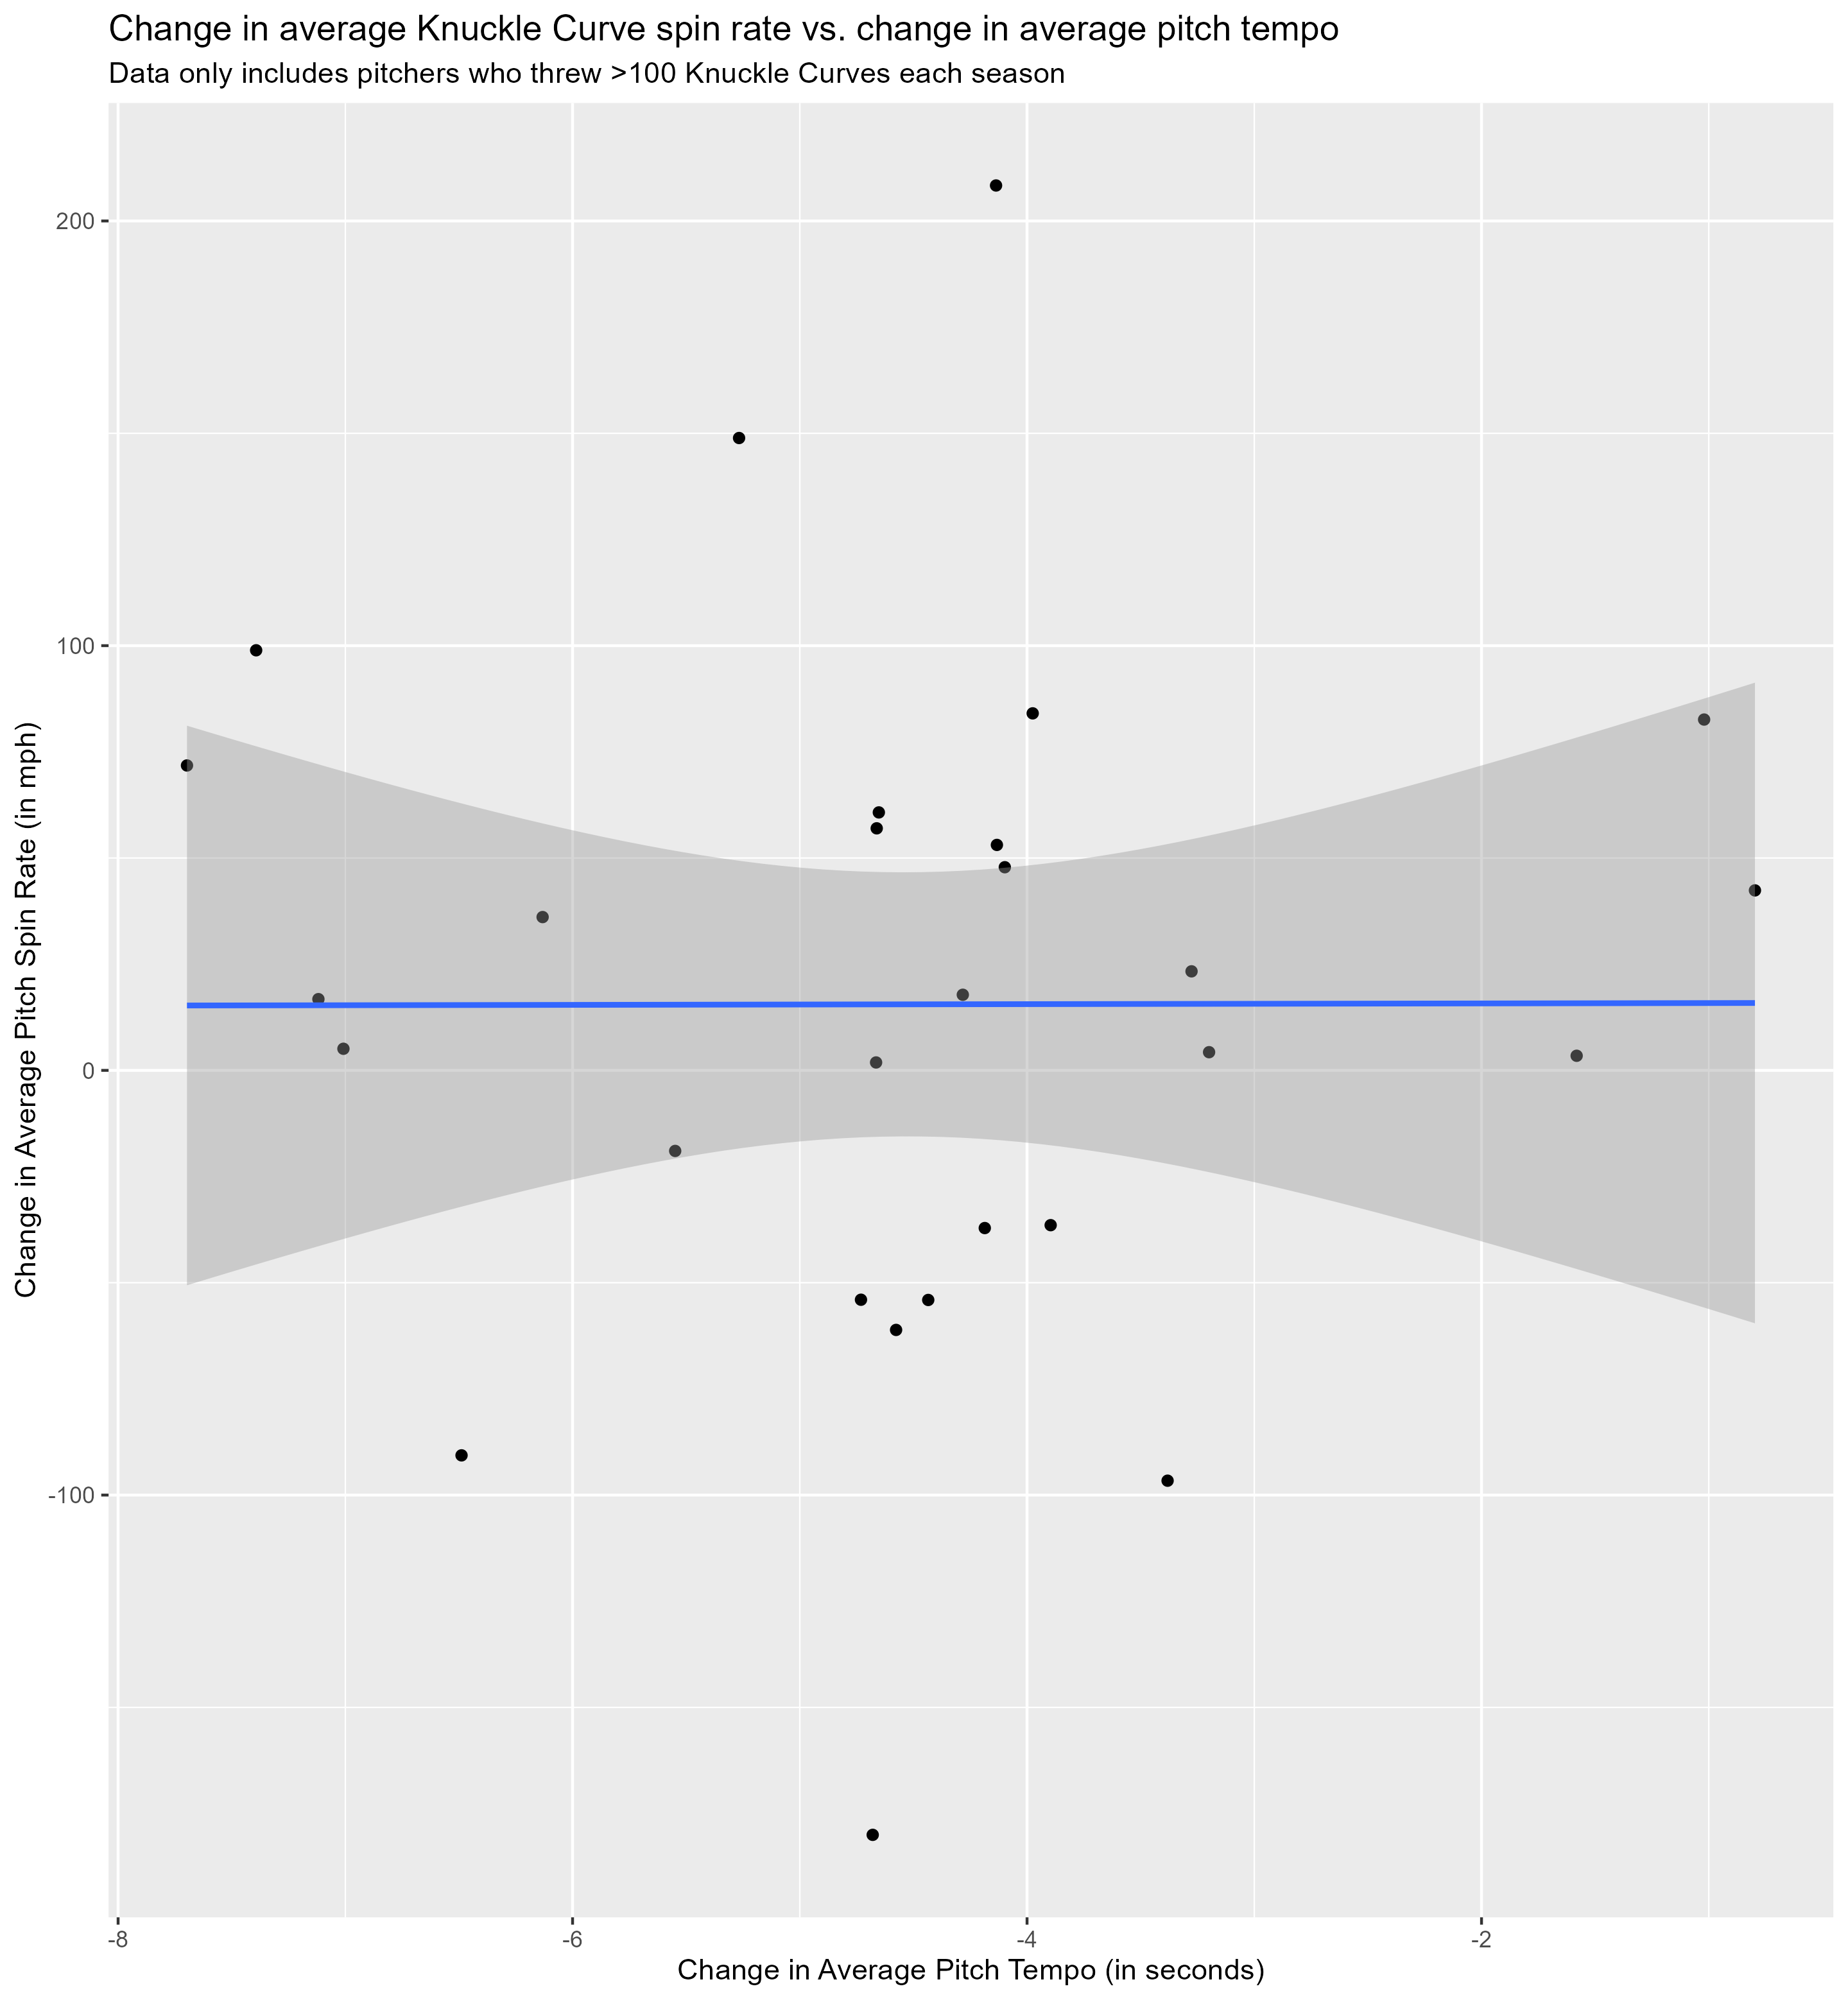 Change in average Knuckle Curve spin rate vs. change in average pitch tempo
Data only includes pitchers who threw >100 Knuckle Curves each season
Change in Average Pitch Spin Rate (in mph)
200
100
0
-100
-8
-6
-4
-2
Change in Average Pitch Tempo (in seconds)